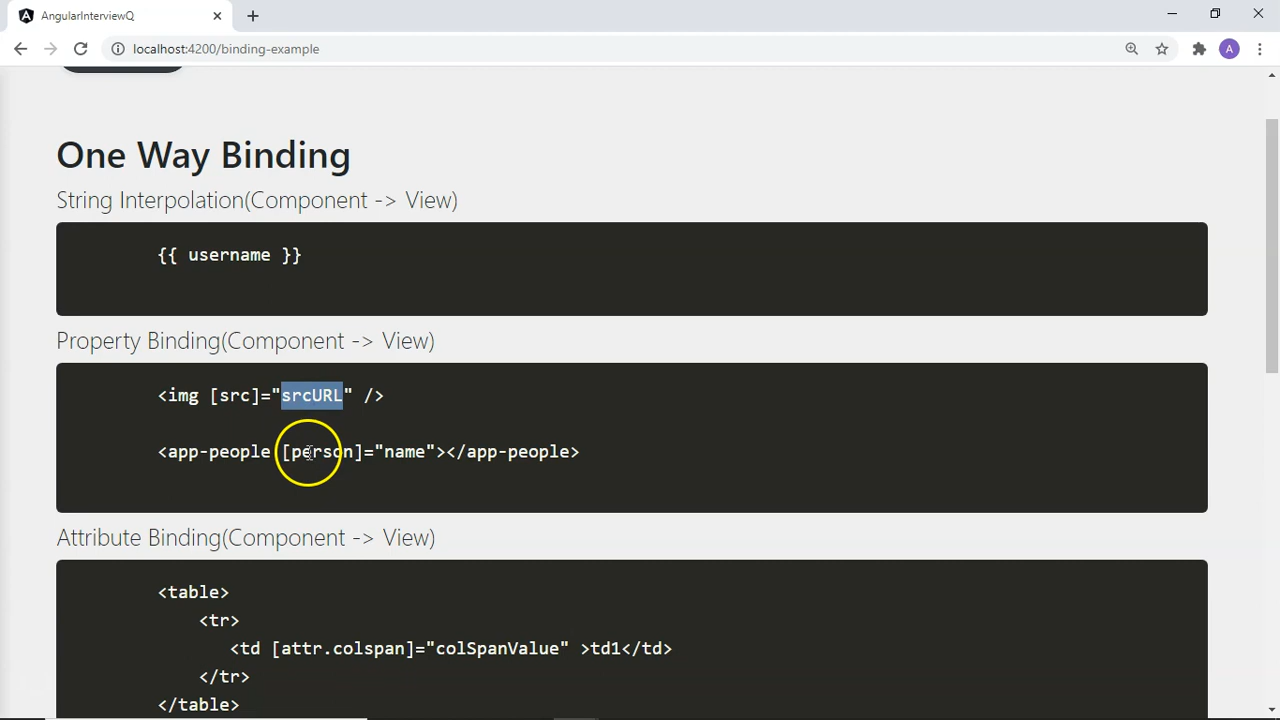 AngularInterviewQ
localhost:4200/binding-example
A
One Way Binding
String Interpolation(Component -> View)
{{ username }}
Property Binding(Component -> View)
<img [src]="srcURL" />
<app-people [person]="name"></app-people>
Attribute Binding(Component -> View)
<table>
<tr>
<td [attr.colspan]="colSpanValue" >td1</td>
</tr>
</table>